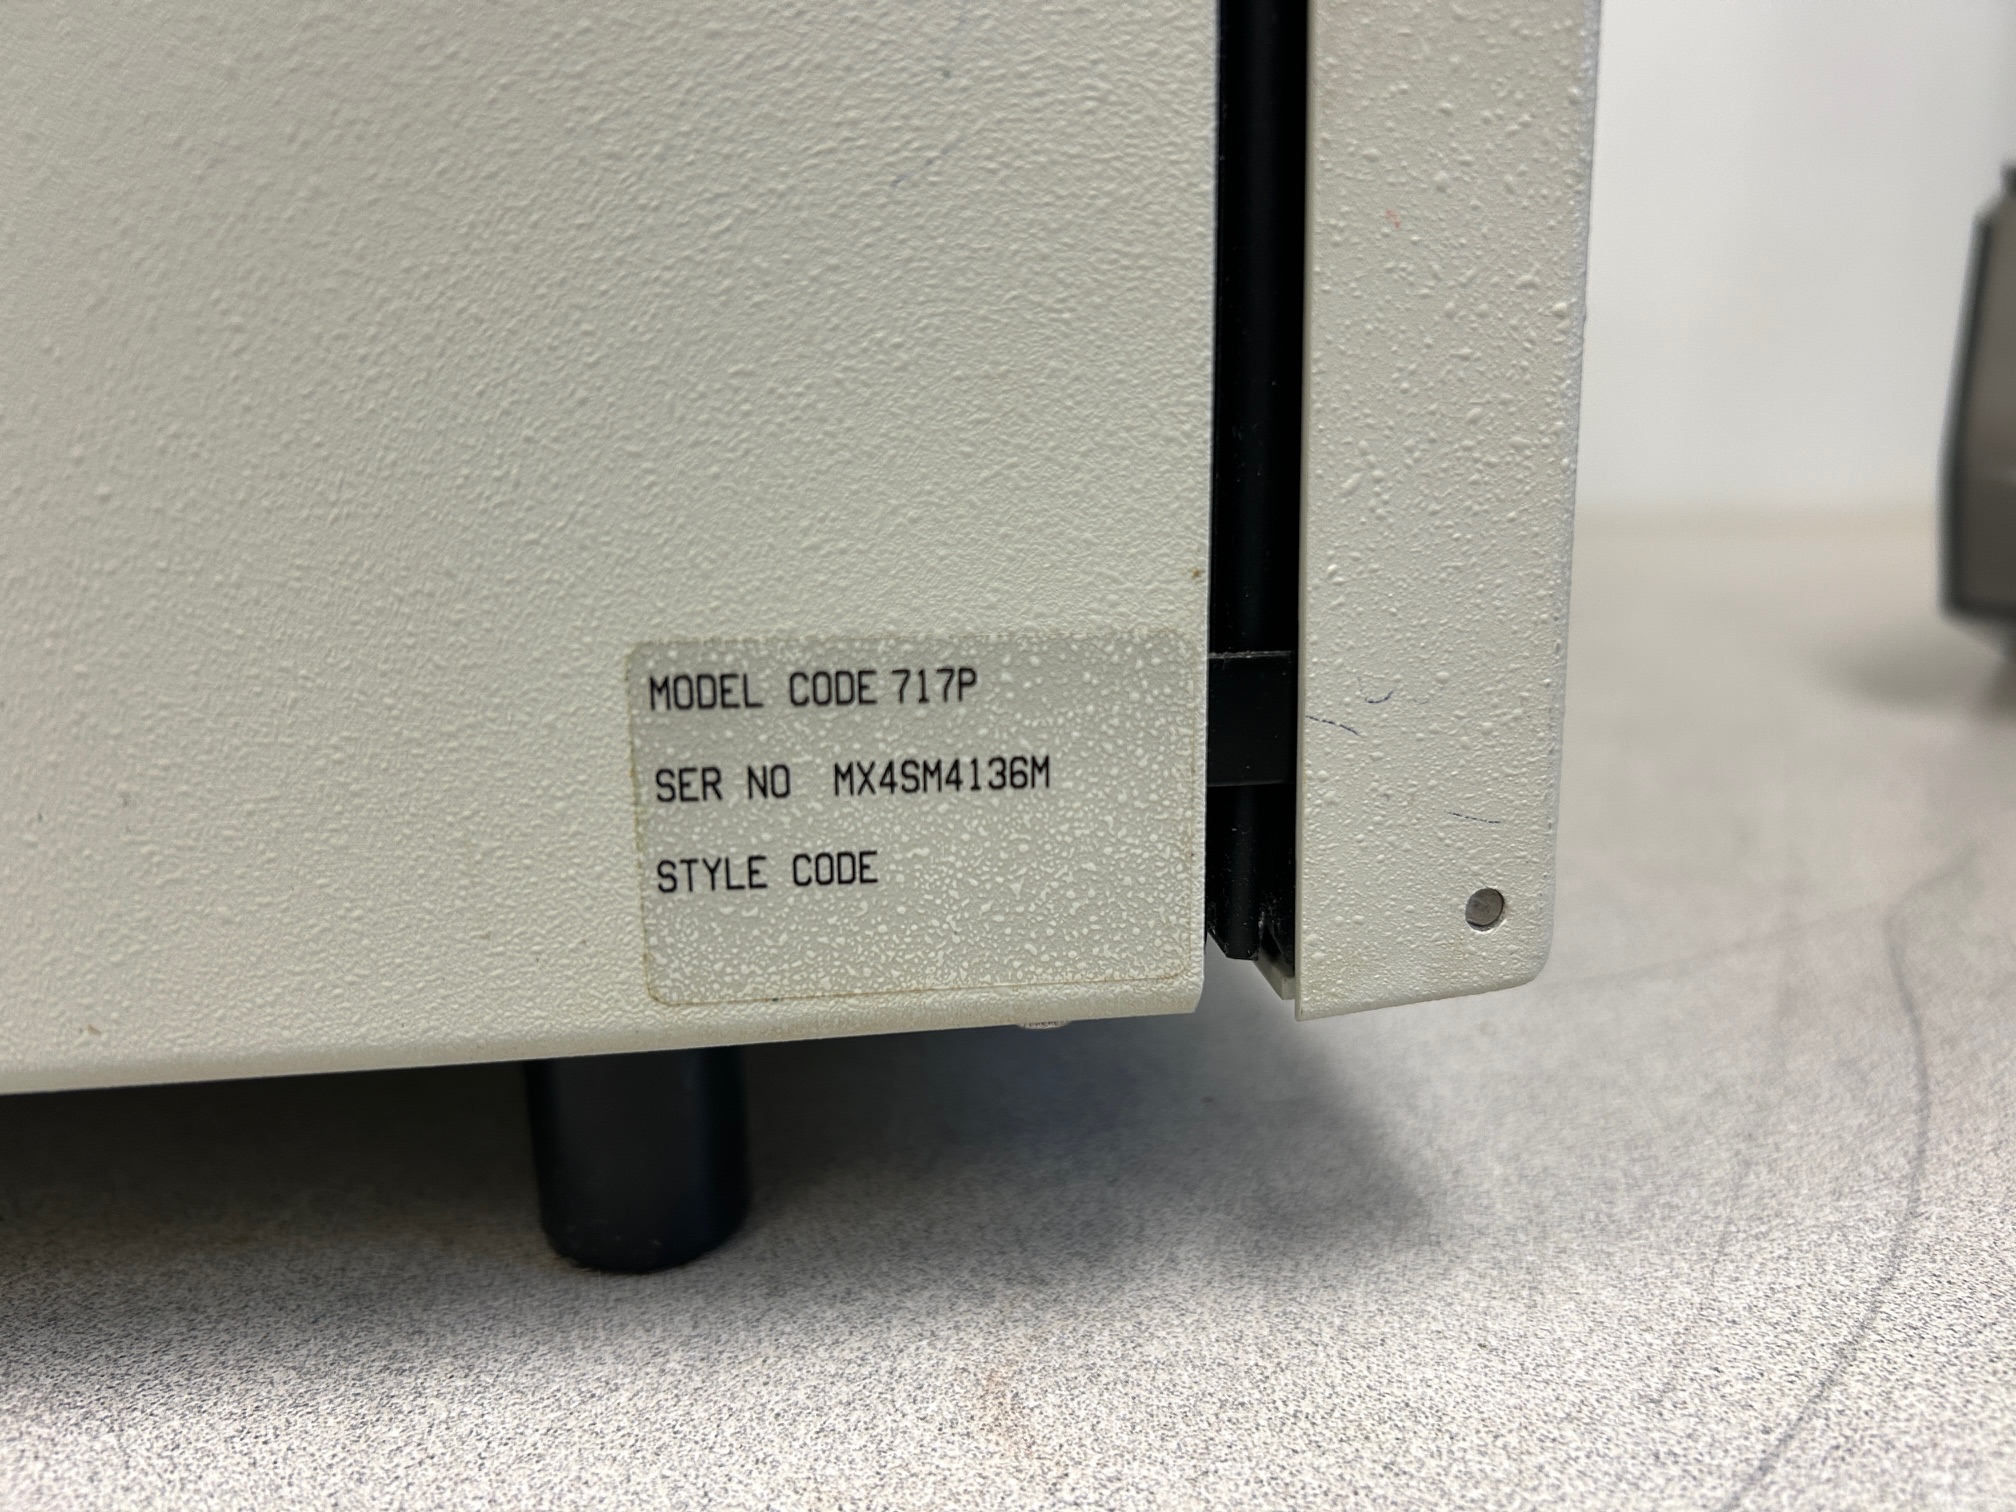 MODEL CODE 717P
SER NO MX4SM4136M
STYLE CODE